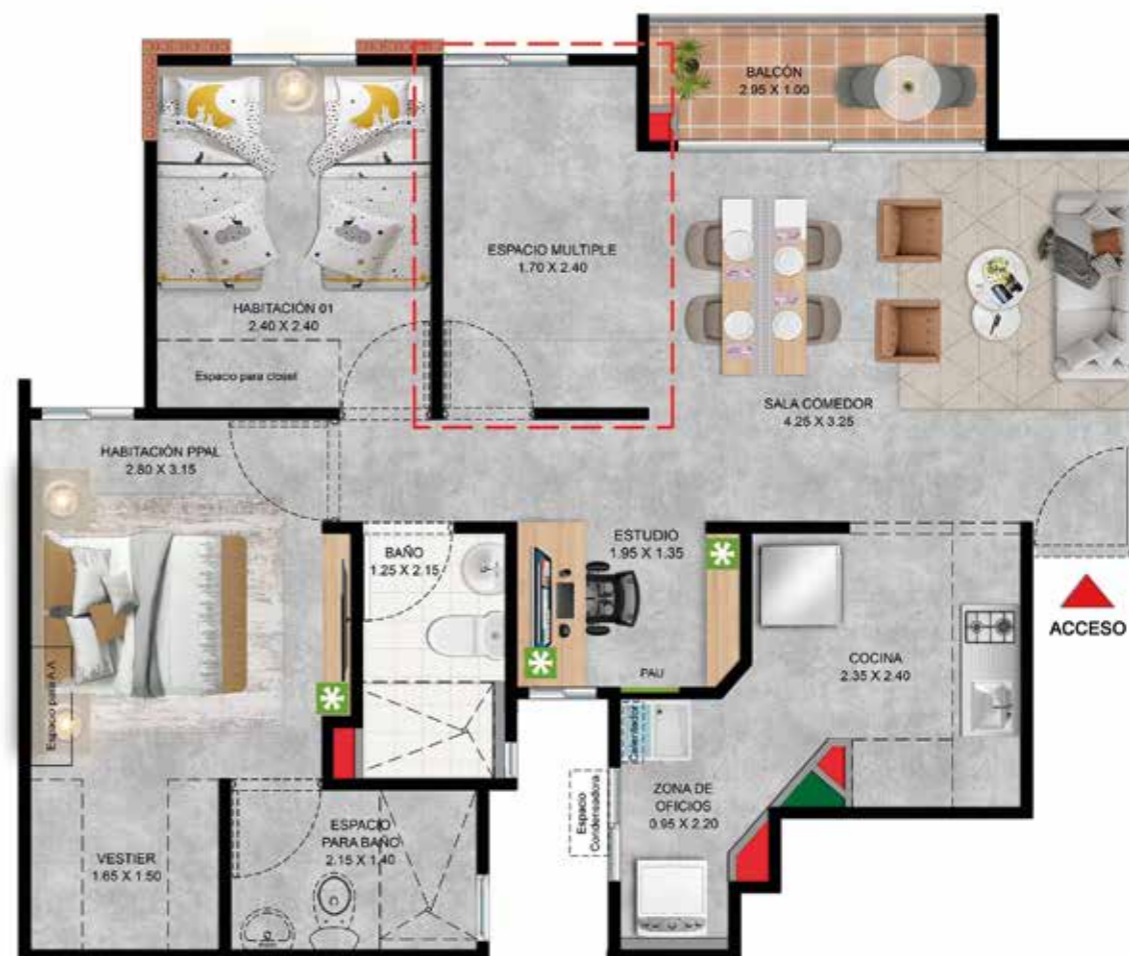 BALCÓN
2.95 X 1.00
ESPACIO MULTIPLE
1.70 X 2.40
HABITACIÓN 01
2.40 X 2.40
Espacio para closet
SALA COMEDOR
4.25 X 3.25
HABITACIÓN PPAL
2.80 X 3.15
BAÑO
1.25 X 2.15
ESTUDIO
1.95 X 1.35
ACCESO
COCINA
2.35 X 2.40
PAU
Espacio para A/A
Calentador
ZONA DE
OFICIOS
0.95 X 2.20
Espacio
Condensadora
ESPACIO
PARA BAÑO
2.15 X 1.40
VESTIER
1.65 X 1.50